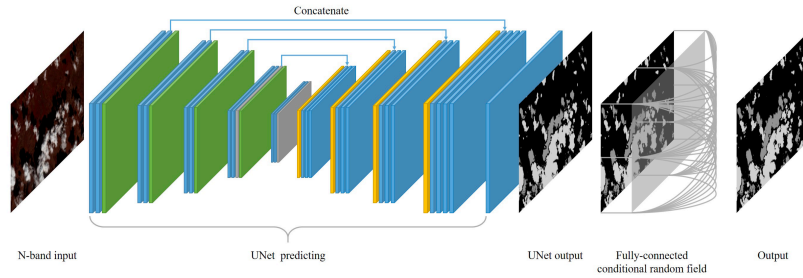 Concatenate
N-band input
UNet predicting
UNet output
Fully-connected
conditional random field
Output